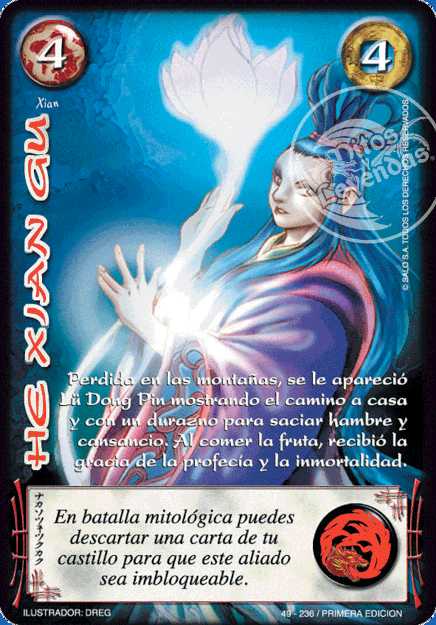 4
4
Xian
HE XIAN GU
Mitos
Leyendas
© SALO S.A. TODOS LOS DERECHOS RESERVADOS
Perdida en las montañas, se le apareció
Lü Dong Pin mostrando el camino a casa
y con un durazno para saciar hambre y
cansancio. Al comer la fruta, recibió la
gracia de la profecía y la inmortalidad.
En batalla mitológica puedes
descartar una carta de tu
castillo para que este aliado
sea imbloqueable.
ILUSTRADOR: DREG
49 - 236 / PRIMERA EDICION